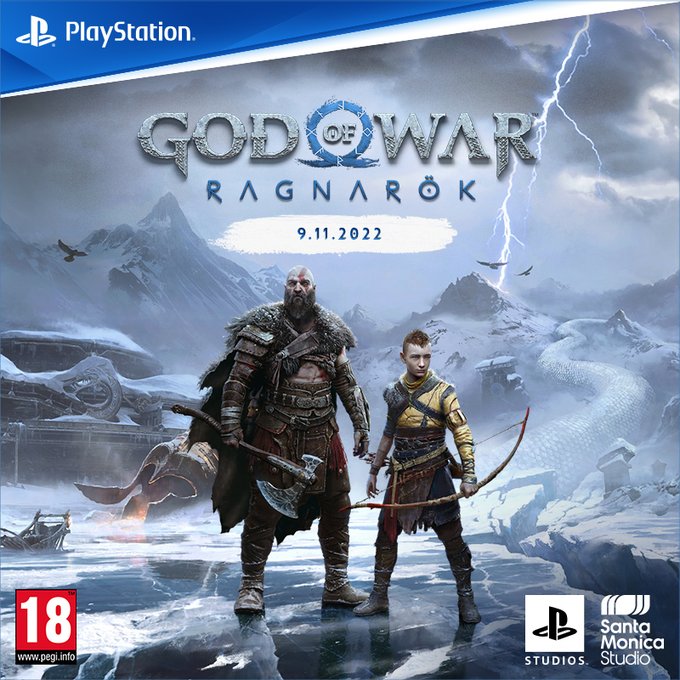 PlayStation.
GOD OF WAR
RAGNARÖK
9.11.2022
18
www.pegi.info
STUDIOS.
Santa
Monica
Studio